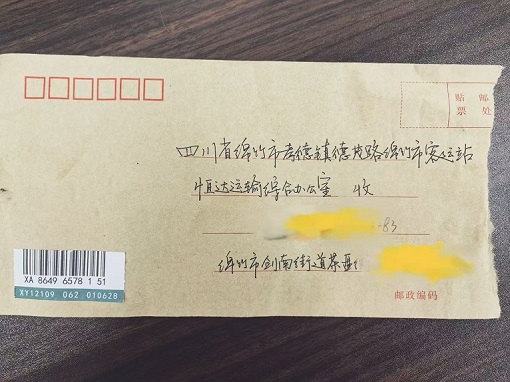 贴 邮
票 处
四川省绵竹市孝德镇德茂路绵竹市客运站
恒达运输综合办公室 收
-83
绵竹市剑南街道茶
XA 8649 6578 1 51
XY12109 062 010628
邮政编码